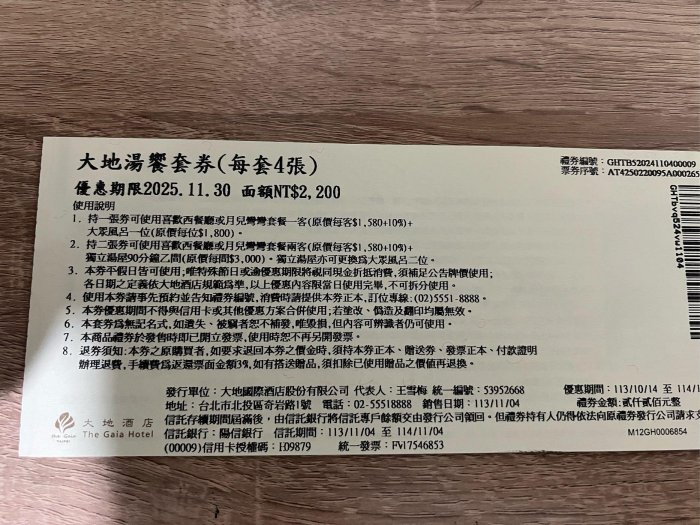 大地湯饗套券(每套4張)
禮券編號：GHTB52024110400009
票券序號：AT4250220095A000265
優惠期限2025.11.30 面額NT$2,200
使用說明
1. 持一張券可使用喜歡西餐廳或月兒彎彎套餐一客(原價每客$1,580+10%)+
大眾風呂一位(原價每位$1,800)。
2. 持二張券可使用喜歡西餐廳或月兒彎彎套餐兩客(原價每客$1,580+10%)+
獨立湯屋90分鐘乙間(原價每間$3,000)。獨立湯屋亦可更換為大眾風呂二位。
3. 本券不假日皆可使用;唯特殊節日或逾優惠期限將視同現金折抵消費,須補足公告牌價使用;
各日期之定義依大地酒店規範為準,以上優惠內容限當日使用完畢,不可拆分使用。
4. 使用本券請事先預約並告知禮券編號,消費時請提供本券正本,訂位專線:(02)5551-8888。
5. 本券優惠期間不得與信用卡或其他優惠方案合併使用;若塗改、偽造及翻印均屬無效。
6. 本套券為無記名式,如遺失、被竊者恕不補發,唯毀損,但內容可辨識者仍可使用。
7. 本商品禮券於發售時即已開立發票,使用時恕不再另開發票。
8. 退券須知:本券之原購買者,如要求退回本券之價金時,須持本券正本、贈送券、發票正本、付款證明
辦理退費,手續費為返還票面金額3%,如有搭送贈品,須扣除已使用贈品之價值再退換。
發行單位：大地國際酒店股份有限公司 代表人：王雪梅 統一編號：53952668
優惠期間：113/10/14 至 114/1
地址：台北市北投區奇岩路1號 電話：02-55518888 銷售日期：113/11/04
禮券金額：貳仟貳佰元整
信託存續期間屆滿後，由信託銀行將信託專戶餘額交由發行公司領回。但禮券持有人仍得依法向原禮券發行公司請求
信託銀行：陽信銀行 信託期間：113/11/04 至 114/11/04
M12GH0006854
(00009)信用卡授權碼：H09879 統一發票：FV17546853
大地酒店
The Gaia Hotel
The Gaia
GHTbvq524vu1104